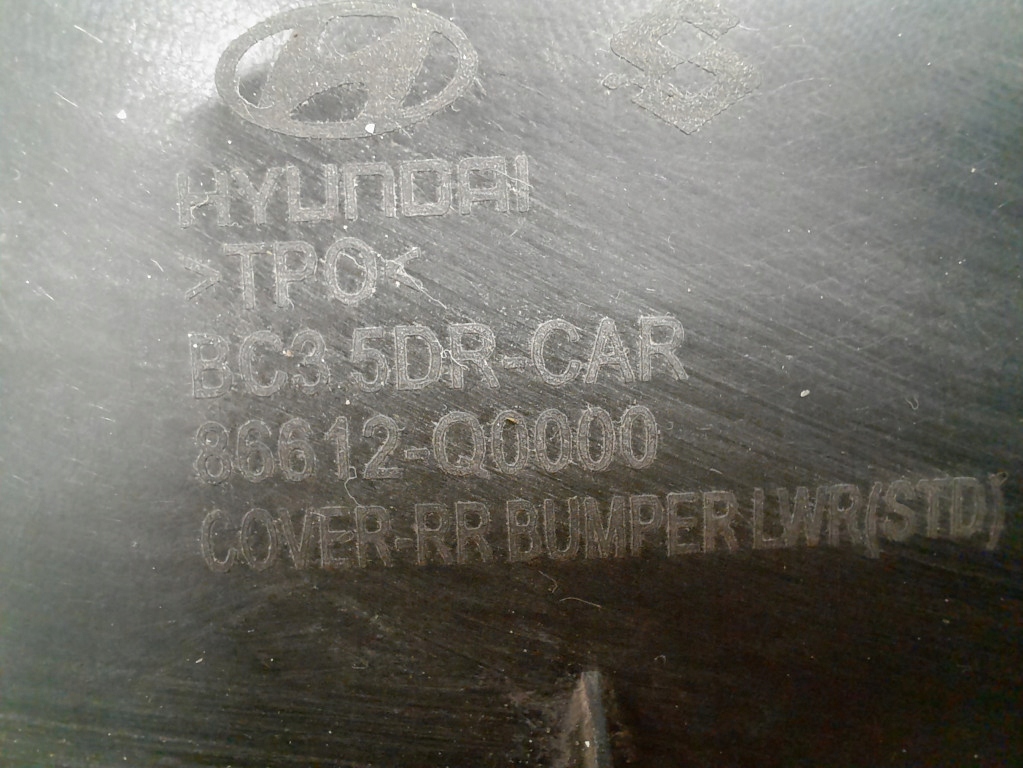 HYUNDAI
>TPO<
BC3 5DR-CAR
86612-Q0000
COVER-RR BUMPER LWR(STD)